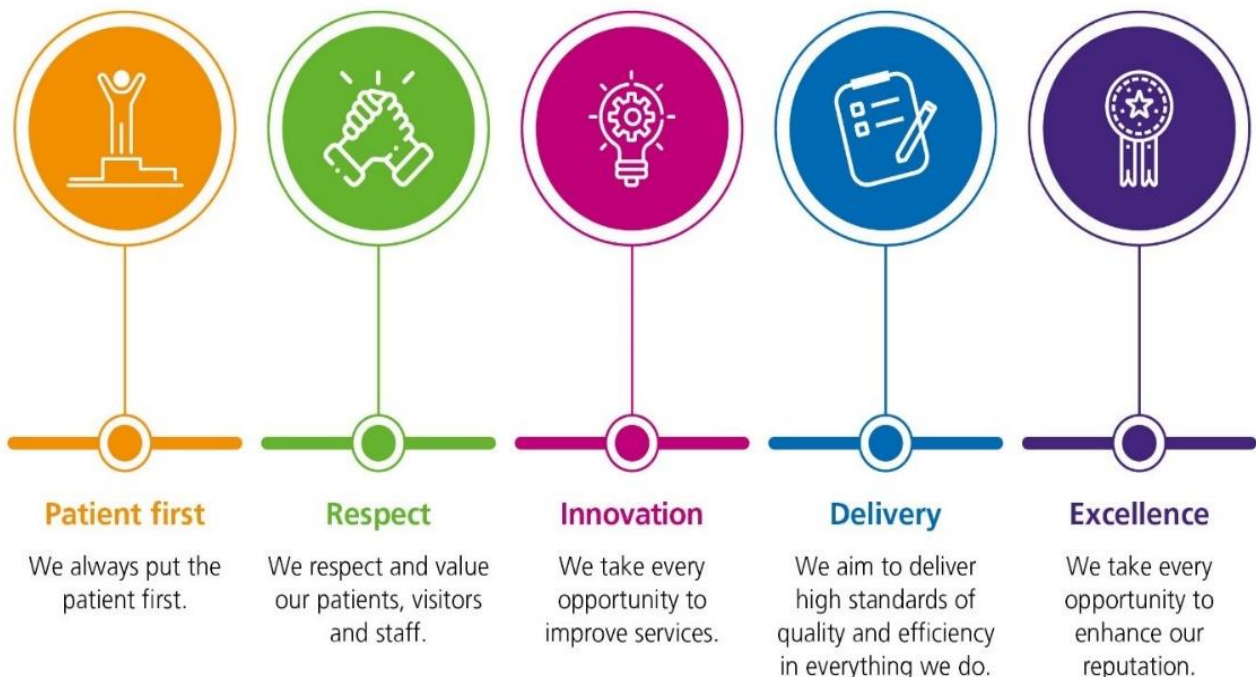 Patient first
We always put the
patient first.
Respect
We respect and value
our patients, visitors
and staff.
Innovation
We take every
opportunity to
improve services.
Delivery
We aim to deliver
high standards of
quality and efficiency
in everything we do.
Excellence
We take every
opportunity to
enhance our
reputation.